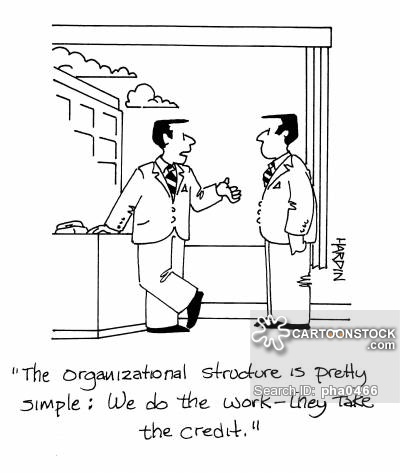 HARDIN
CARTOONSTOCK
.com
Search ID: pha0466
"The organizational structure is pretty
simple: We do the work-they take
the credit."